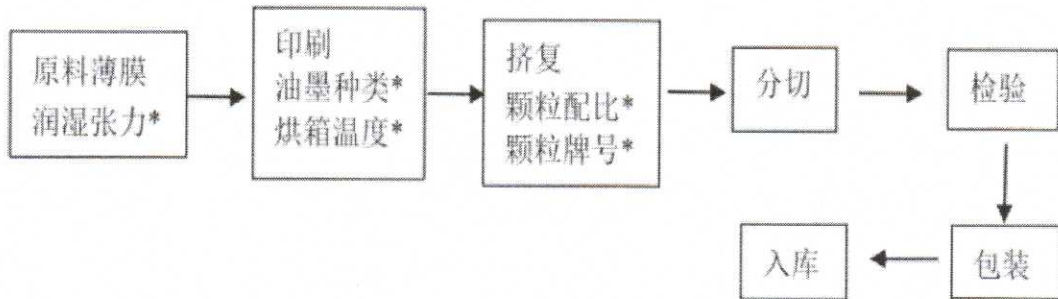 原料薄膜
润湿张力*
印刷
油墨种类*
烘箱温度*
挤复
颗粒配比*
颗粒牌号*
分切
检验
包装
入库